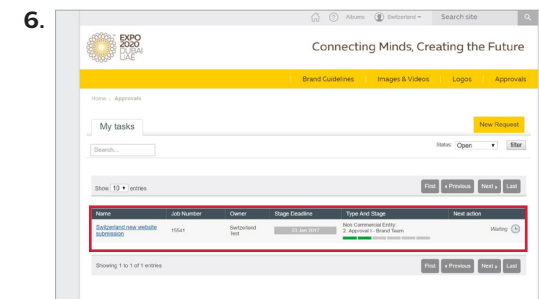 6.
Albums Switzerland Search site
EXPO
2020
DUBAI
UAE
Connecting Minds, Creating the Future
Brand Guidelines Images & Videos Logos Approvals
Home Approvals
My tasks
New Request
Search...
Status: Open filter
Show 10 entries
First Previous Next Last
Name Job Number Owner Stage Deadline Type And Stage Next action
Switzerland new website submission
Switzerland Test
23 Jan 2017
Non Commercial Entity
2. Approval I - Brand Team
Waiting
Showing 1 to 1 of 1 entries
First Previous Next Last